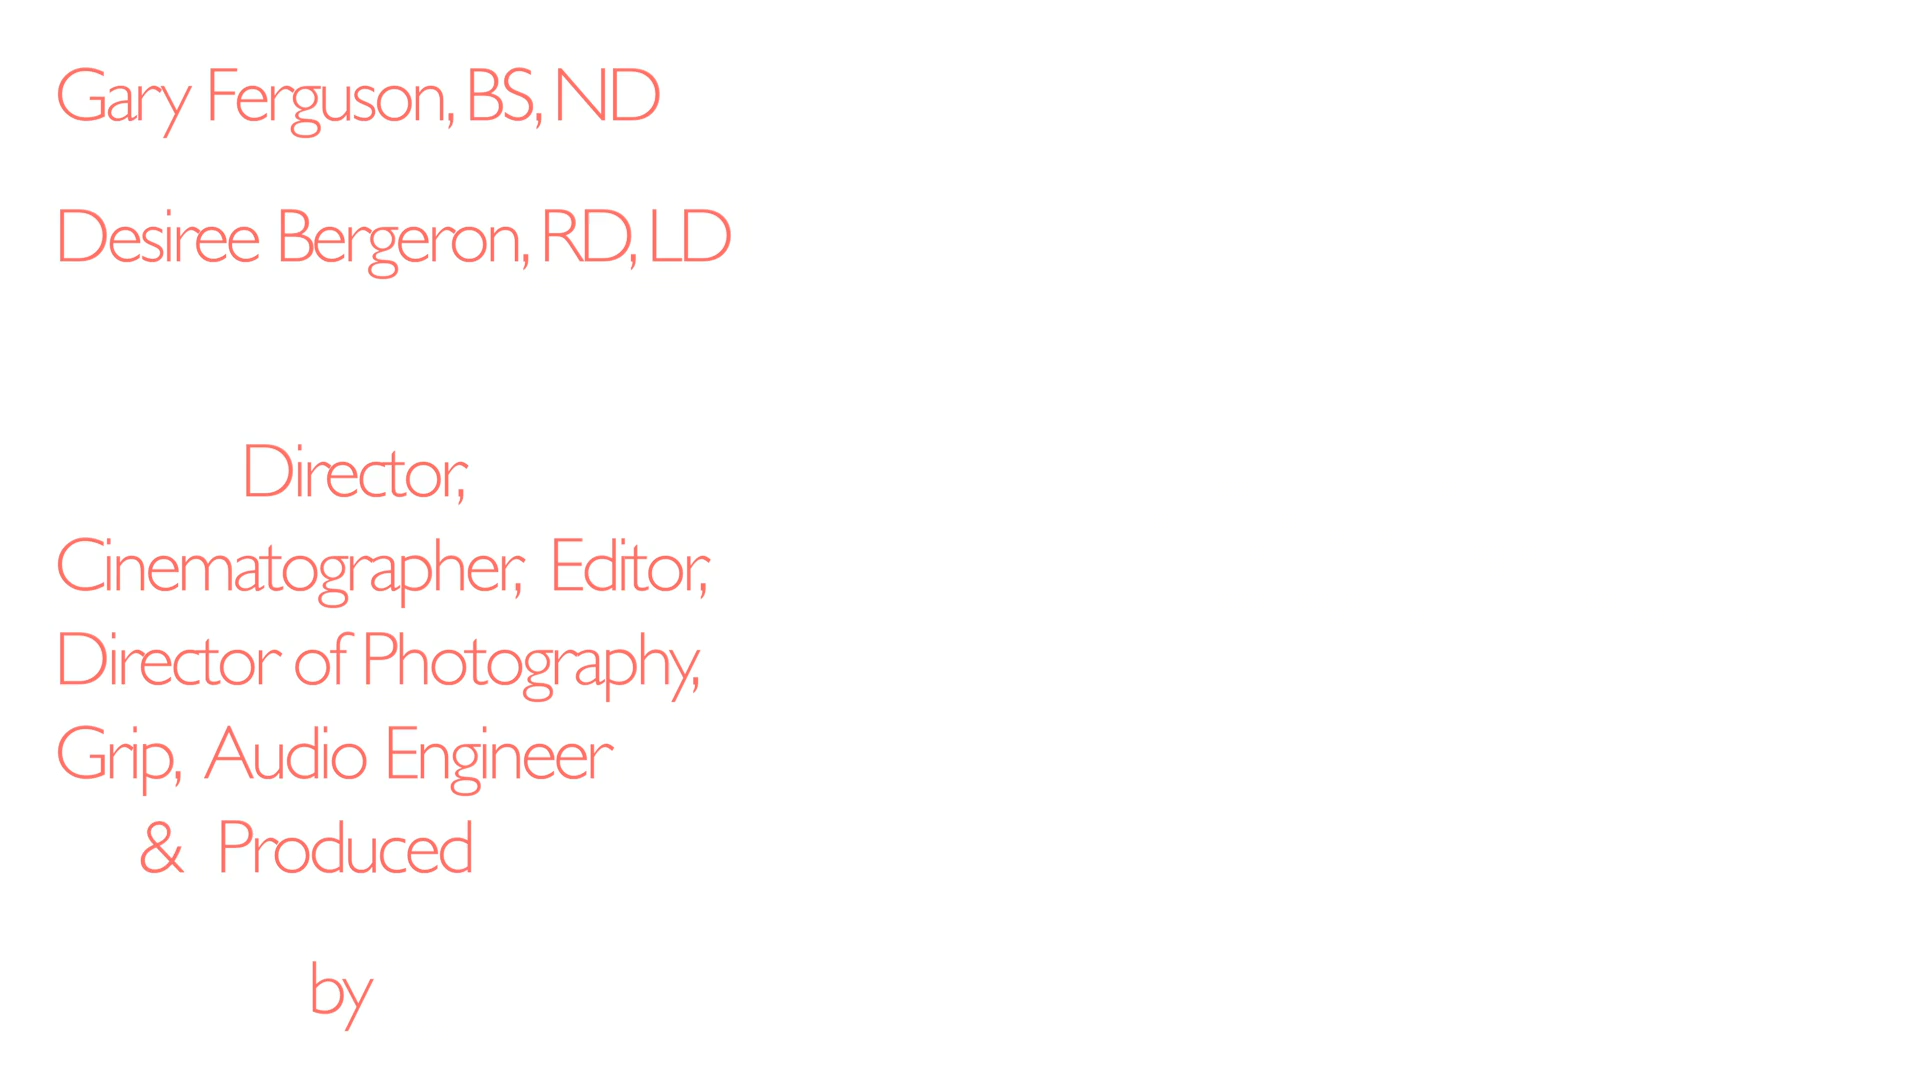 Gary Ferguson, BS, ND
Desiree Bergeron, RD, LD
Director,
Cinematographer, Editor,
Director of Photography,
Grip, Audio Engineer
& Produced
by